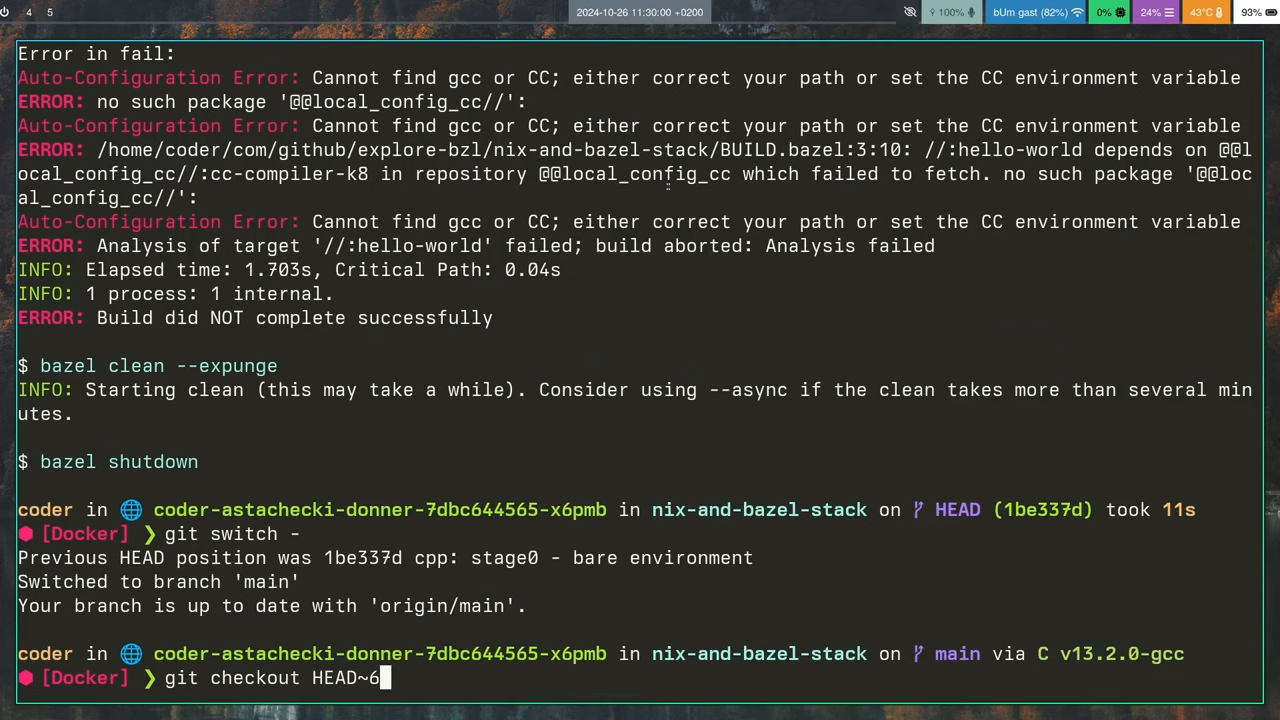 4 5 2024-10-26 11:30:00 +0200 100% bUm gast (82%) 0% 24% 43°C 93%
Error in fail:
Auto-Configuration Error: Cannot find gcc or CC; either correct your path or set the CC environment variable
ERROR: no such package '@@local_config_cc//':
Auto-Configuration Error: Cannot find gcc or CC; either correct your path or set the CC environment variable
ERROR: /home/coder/com/github/explore-bzl/nix-and-bazel-stack/BUILD.bazel:3:10: //:hello-world depends on @@l
ocal_config_cc//:cc-compiler-k8 in repository @@local_config_cc which failed to fetch. no such package '@@loc
al_config_cc//':
Auto-Configuration Error: Cannot find gcc or CC; either correct your path or set the CC environment variable
ERROR: Analysis of target '//:hello-world' failed; build aborted: Analysis failed
INFO: Elapsed time: 1.703s, Critical Path: 0.04s
INFO: 1 process: 1 internal.
ERROR: Build did NOT complete successfully
$ bazel clean --expunge
INFO: Starting clean (this may take a while). Consider using --async if the clean takes more than several min
utes.
$ bazel shutdown
coder in 🌐 coder-astachecki-donner-7dbc644565-x6pmb in nix-and-bazel-stack on HEAD (1be337d) took 11s
[Docker] ❯ git switch -
Previous HEAD position was 1be337d cpp: stage0 - bare environment
Switched to branch 'main'
Your branch is up to date with 'origin/main'.
coder in 🌐 coder-astachecki-donner-7dbc644565-x6pmb in nix-and-bazel-stack on main via C v13.2.0-gcc
[Docker] ❯ git checkout HEAD~6